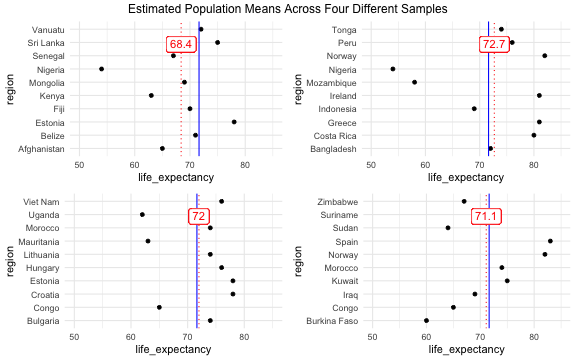 Estimated Population Means Across Four Different Samples
region
Vanuatu
Sri Lanka
Senegal
Nigeria
Mongolia
Kenya
Fiji
Estonia
Belize
Afghanistan
68.4
50 60 70 80
life_expectancy
region
Tonga
Peru
Norway
Nigeria
Mozambique
Ireland
Indonesia
Greece
Costa Rica
Bangladesh
72.7
50 60 70 80
life_expectancy
region
Viet Nam
Uganda
Morocco
Mauritania
Lithuania
Hungary
Estonia
Croatia
Congo
Bulgaria
72
50 60 70 80
life_expectancy
region
Zimbabwe
Suriname
Sudan
Spain
Norway
Morocco
Kuwait
Iraq
Congo
Burkina Faso
71.1
50 60 70 80
life_expectancy